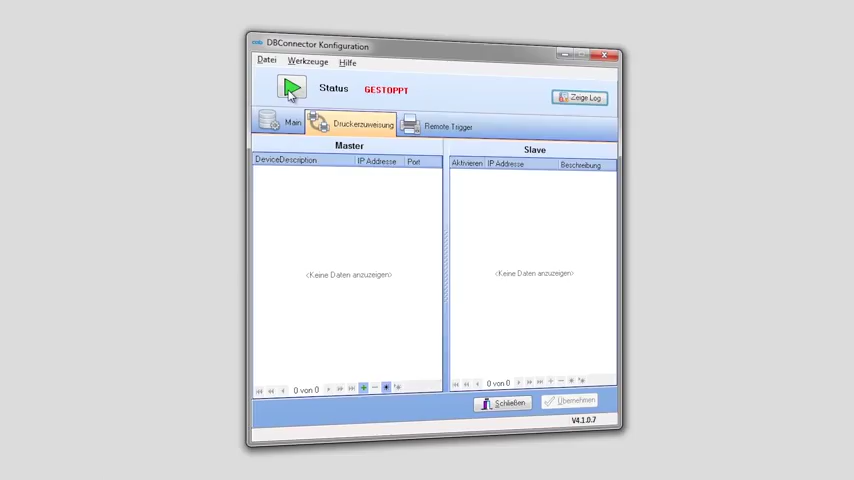 DBConnector Konfiguration
Datei Werkzeuge Hilfe
Status GESTOPPT Zeige Log
Main Druckerzuweisung Remote Trigger
Master Slave
DeviceDescription IP Addresse Port Aktivieren IP Addresse Beschreibung
<Keine Daten anzuzeigen> <Keine Daten anzuzeigen>
0 von 0 0 von 0
Schließen Übernehmen
V4.1.0.7